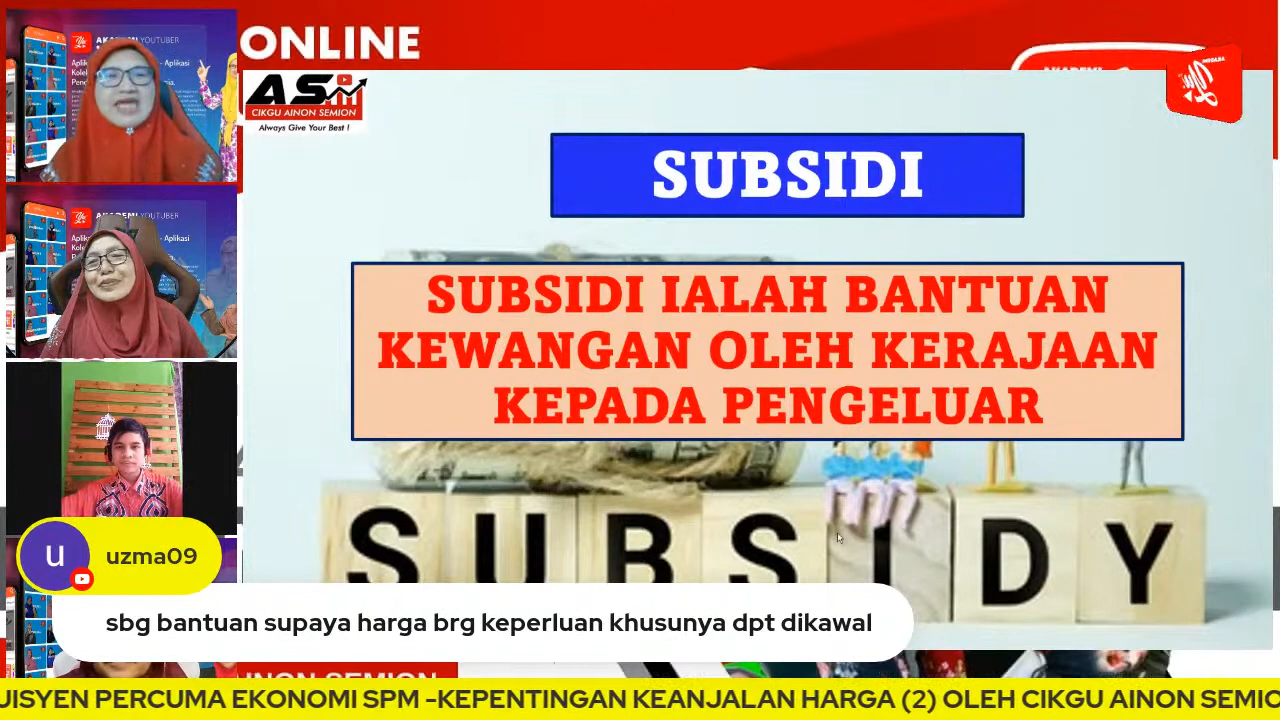 ONLINE
AKADEMI YOUTUBER
AS
CIKGU AINON SEMION
Always Give Your Best !
SUBSIDI
SUBSIDI IALAH BANTUAN
KEWANGAN OLEH KERAJAAN
KEPADA PENGELUAR
SUBSIDY
uzma09
sbg bantuan supaya harga brg keperluan khusunya dpt dikawal
UISYEN PERCUMA EKONOMI SPM -KEPENTINGAN KEANJALAN HARGA (2) OLEH CIKGU AINON SEMIO